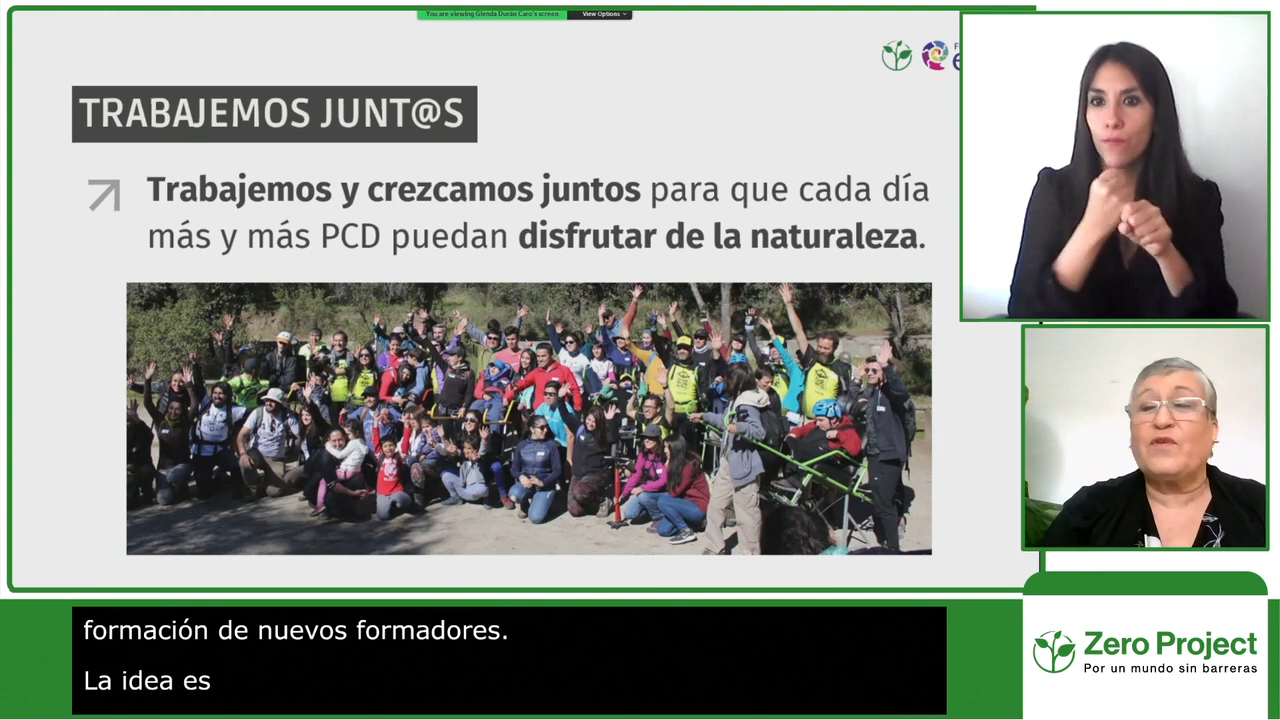 You are viewing Glenda Durán Caro's screen
View Options
TRABAJEMOS JUNT@S
Trabajemos y crezcamos juntos para que cada día
más y más PCD puedan disfrutar de la naturaleza.
formación de nuevos formadores.
La idea es
Zero Project
Por un mundo sin barreras